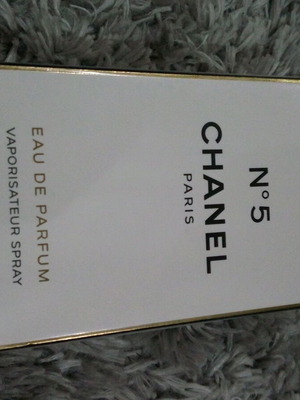 N°5
CHANEL
PARIS
EAU DE PARFUM
VAPORISATEUR SPRAY